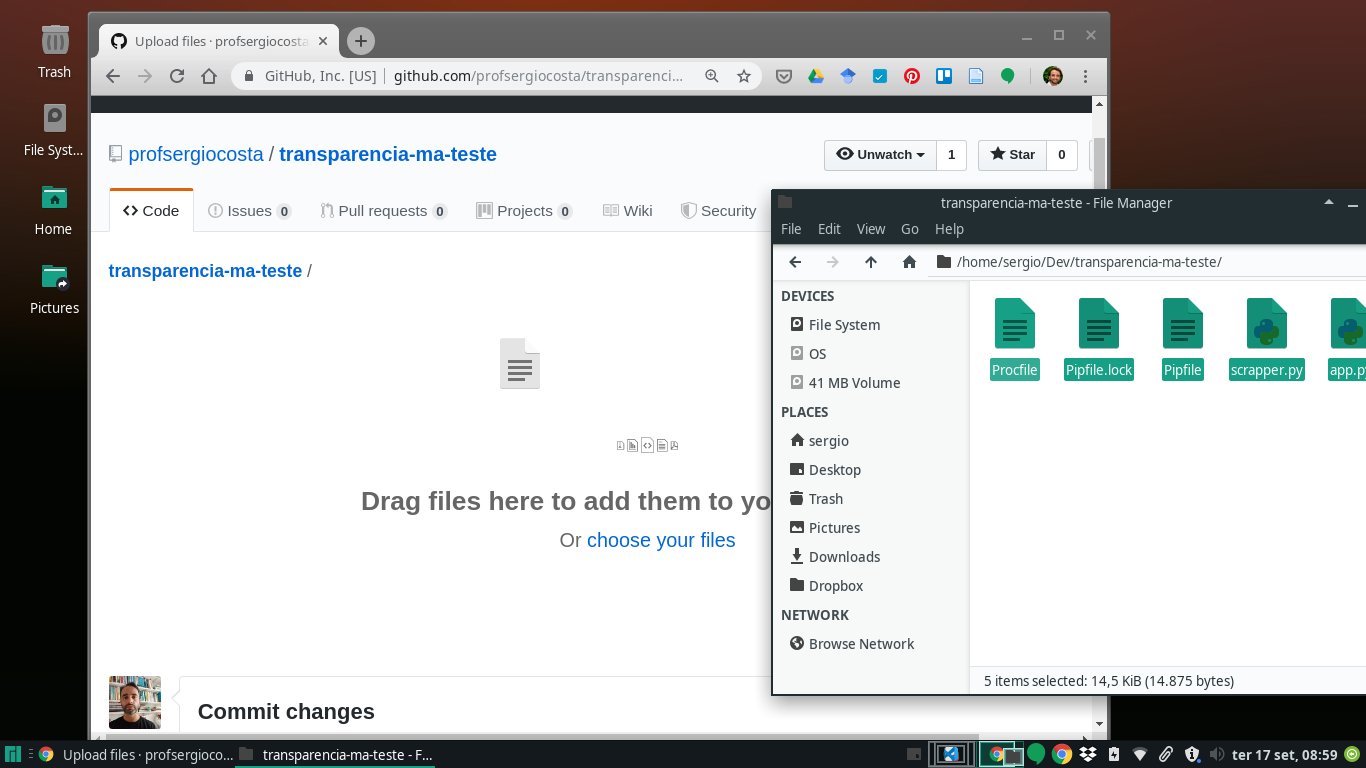 Trash
File Syst...
Home
Pictures
Upload files · profsergiocosta
GitHub, Inc. [US]
github.com/profsergiocosta/transparenci...
profsergiocosta / transparencia-ma-teste
Unwatch 1
Star 0
Code
Issues 0
Pull requests 0
Projects 0
Wiki
Security
transparencia-ma-teste /
Drag files here to add them to yo
Or choose your files
Commit changes
transparencia-ma-teste - File Manager
File Edit View Go Help
/home/sergio/Dev/transparencia-ma-teste/
DEVICES
File System
OS
41 MB Volume
PLACES
sergio
Desktop
Trash
Pictures
Downloads
Dropbox
NETWORK
Browse Network
Procfile
Pipfile.lock
Pipfile
scrapper.py
app.py
5 items selected: 14,5 KiB (14.875 bytes)
Upload files · profsergioco...
transparencia-ma-teste - F...
ter 17 set, 08:59